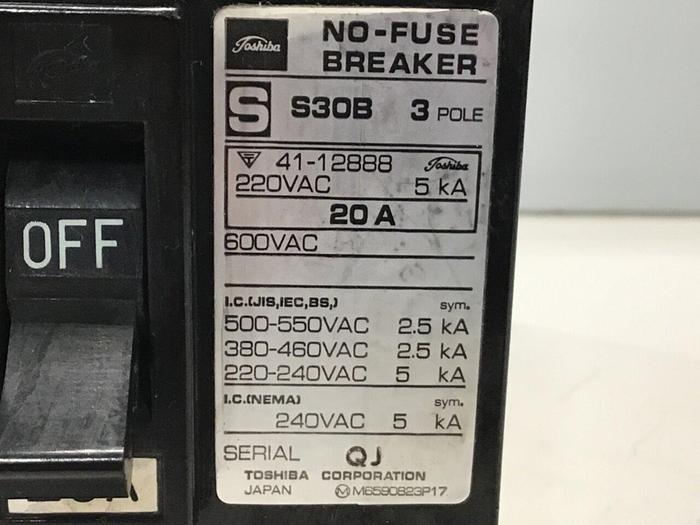 Toshiba NO-FUSE
BREAKER
S S30B 3 POLE
41-12888 Toshiba
220VAC 5 kA
20 A
600VAC
I.C.(JIS,IEC,BS,) sym.
500-550VAC 2.5 kA
380-460VAC 2.5 kA
220-240VAC 5 kA
I.C.(NEMA) sym.
240VAC 5 kA
SERIAL QJ
TOSHIBA CORPORATION
JAPAN M M6590823P17
OFF